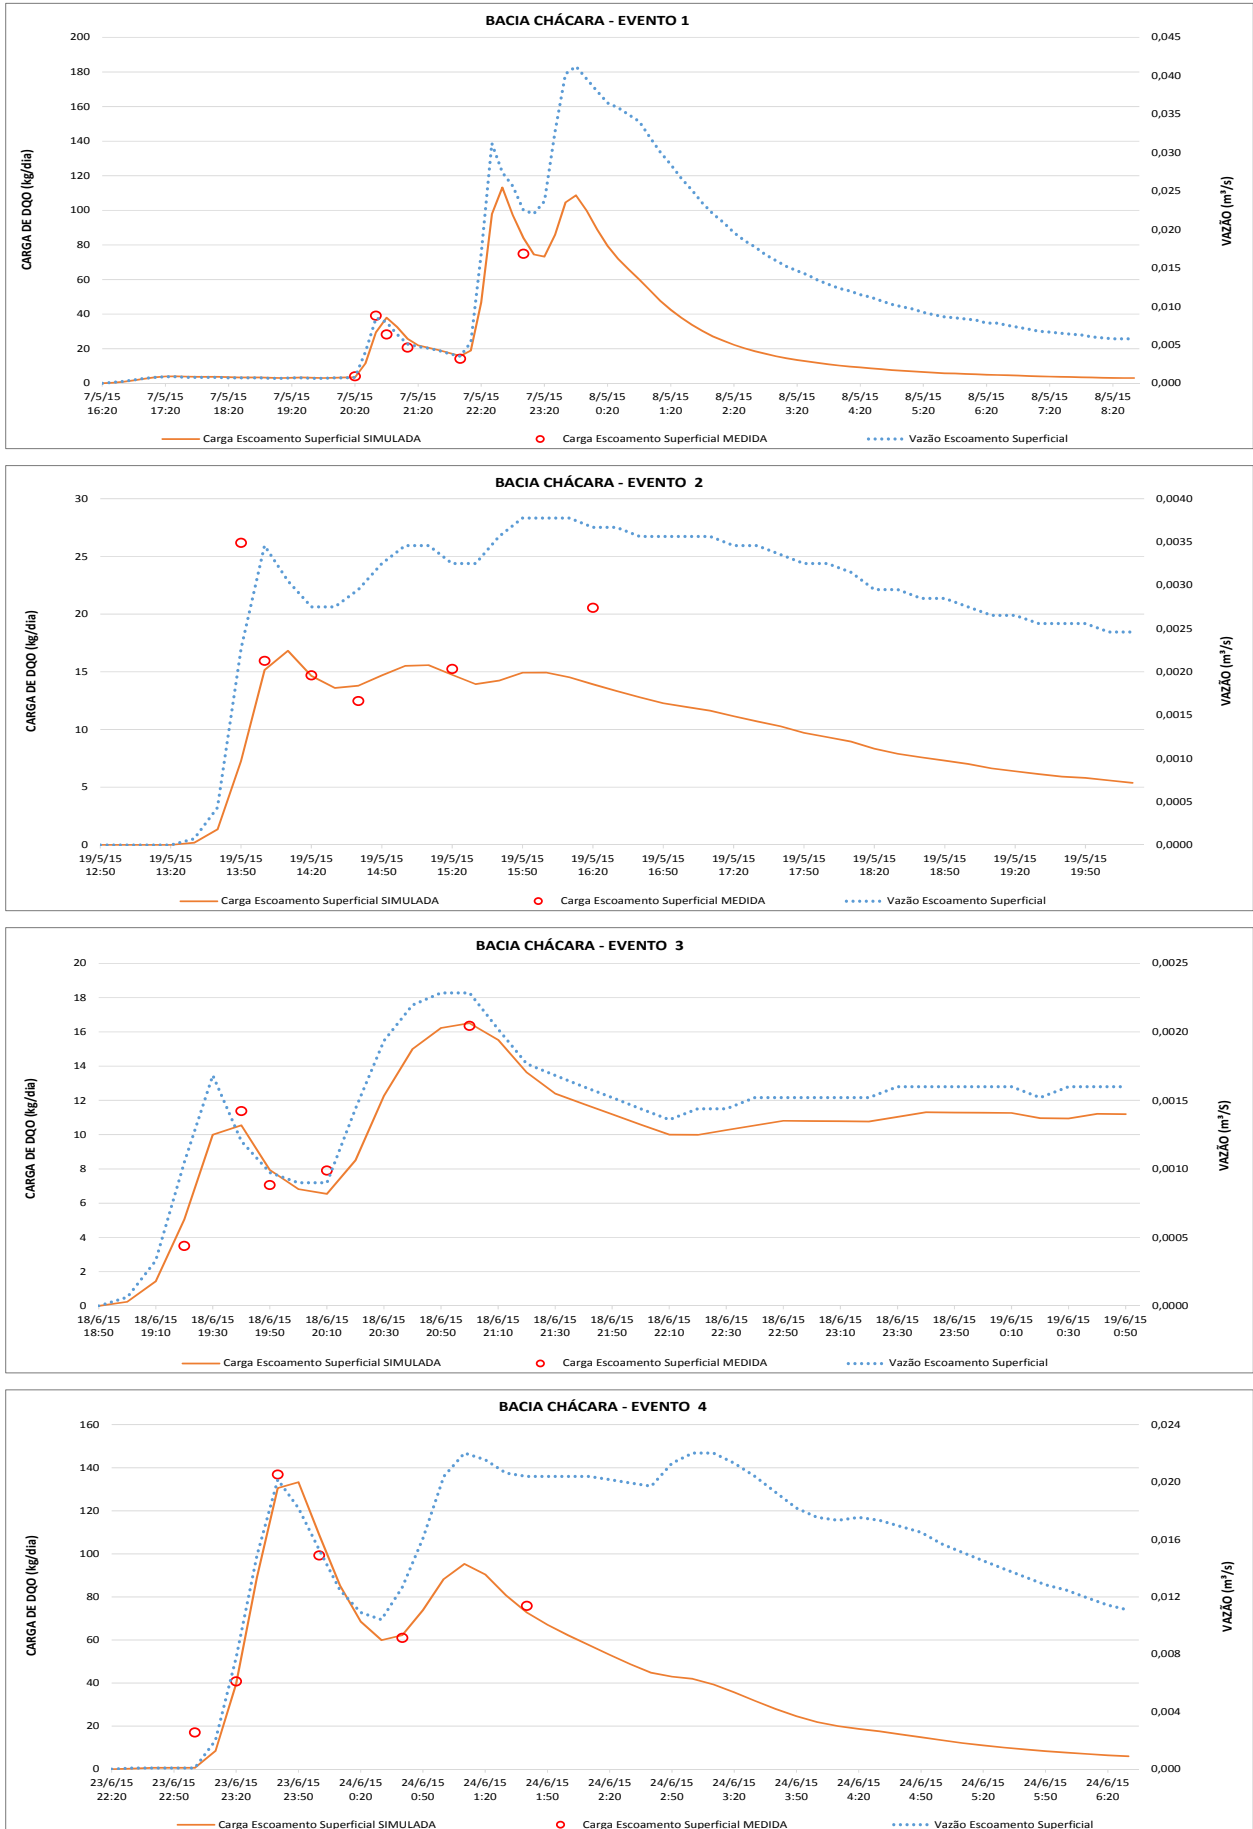 BACIA CHÁCARA - EVENTO 1
CARGA DE DQO (kg/dia)
200
180
160
140
120
100
80
60
40
20
0
0,045
0,040
0,035
0,030
0,025
0,020
0,015
0,010
0,005
0,000
VAZÃO (m³/s)
7/5/15 7/5/15 7/5/15 7/5/15 7/5/15 7/5/15 7/5/15 7/5/15 8/5/15 8/5/15 8/5/15 8/5/15 8/5/15 8/5/15 8/5/15 8/5/15 8/5/15
16:20 17:20 18:20 19:20 20:20 21:20 22:20 23:20 0:20 1:20 2:20 3:20 4:20 5:20 6:20 7:20 8:20
Carga Escoamento Superficial SIMULADA Carga Escoamento Superficial MEDIDA Vazão Escoamento Superficial
BACIA CHÁCARA - EVENTO 2
CARGA DE DQO (kg/dia)
30
25
20
15
10
5
0
0,0040
0,0035
0,0030
0,0025
0,0020
0,0015
0,0010
0,0005
0,0000
VAZÃO (m³/s)
19/5/15 19/5/15 19/5/15 19/5/15 19/5/15 19/5/15 19/5/15 19/5/15 19/5/15 19/5/15 19/5/15 19/5/15 19/5/15 19/5/15 19/5/15
12:50 13:20 13:50 14:20 14:50 15:20 15:50 16:20 16:50 17:20 17:50 18:20 18:50 19:20 19:50
Carga Escoamento Superficial SIMULADA Carga Escoamento Superficial MEDIDA Vazão Escoamento Superficial
BACIA CHÁCARA - EVENTO 3
CARGA DE DQO (kg/dia)
20
18
16
14
12
10
8
6
4
2
0
0,0025
0,0020
0,0015
0,0010
0,0005
0,0000
VAZÃO (m³/S)
18/6/15 18/6/15 18/6/15 18/6/15 18/6/15 18/6/15 18/6/15 18/6/15 18/6/15 18/6/15 18/6/15 18/6/15 18/6/15 18/6/15 18/6/15 18/6/15 19/6/15 19/6/15 19/6/15
18:50 19:10 19:30 19:50 20:10 20:30 20:50 21:10 21:30 21:50 22:10 22:30 22:50 23:10 23:30 23:50 0:10 0:30 0:50
Carga Escoamento Superficial SIMULADA Carga Escoamento Superficial MEDIDA Vazão Escoamento Superficial
BACIA CHÁCARA - EVENTO 4
CARGA DE DQO (kg/dia)
160
140
120
100
80
60
40
20
0
0,024
0,020
0,016
0,012
0,008
0,004
0,000
VAZÃO (m³/s)
23/6/15 23/6/15 23/6/15 23/6/15 24/6/15 24/6/15 24/6/15 24/6/15 24/6/15 24/6/15 24/6/15 24/6/15 24/6/15 24/6/15 24/6/15 24/6/15 24/6/15
22:20 22:50 23:20 23:50 0:20 0:50 1:20 1:50 2:20 2:50 3:20 3:50 4:20 4:50 5:20 5:50 6:20
Carga Escoamento Superficial SIMULADA Carga Escoamento Superficial MEDIDA Vazão Escoamento Superficial